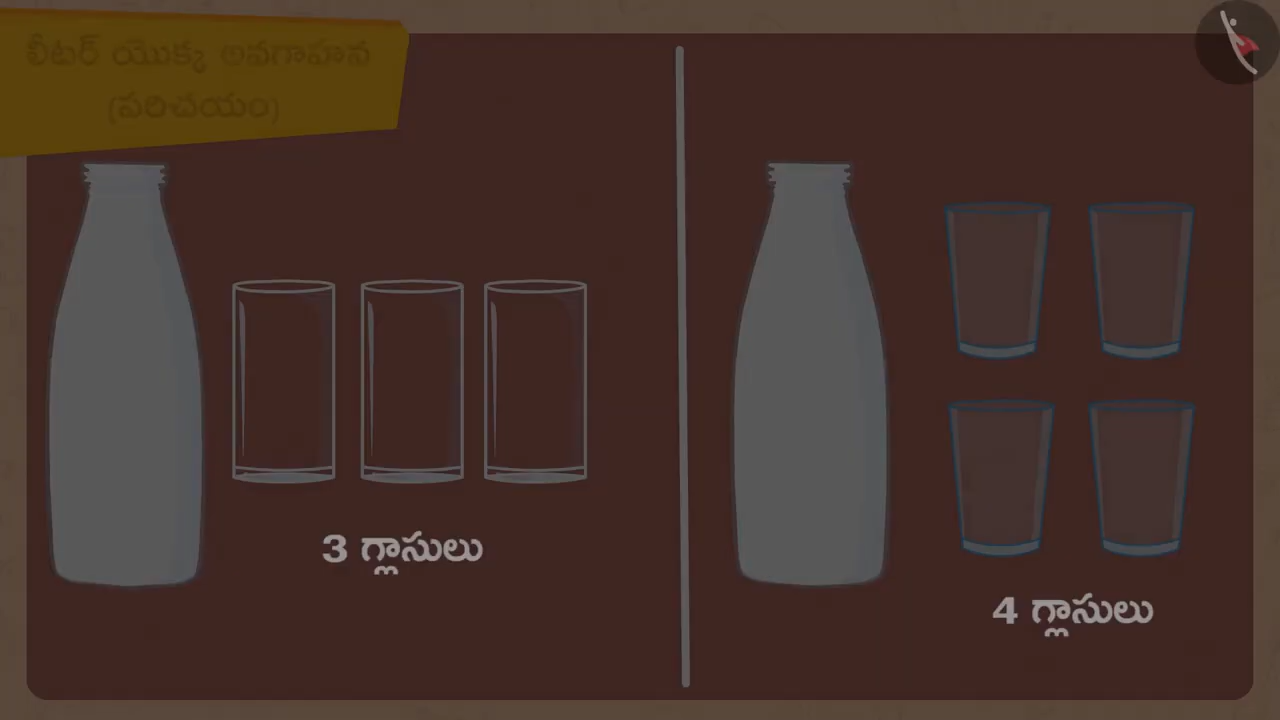 లీటర్ యొక్క అవగాహన
(పరిచయం)
3 గ్లాసులు
4 గ్లాసులు